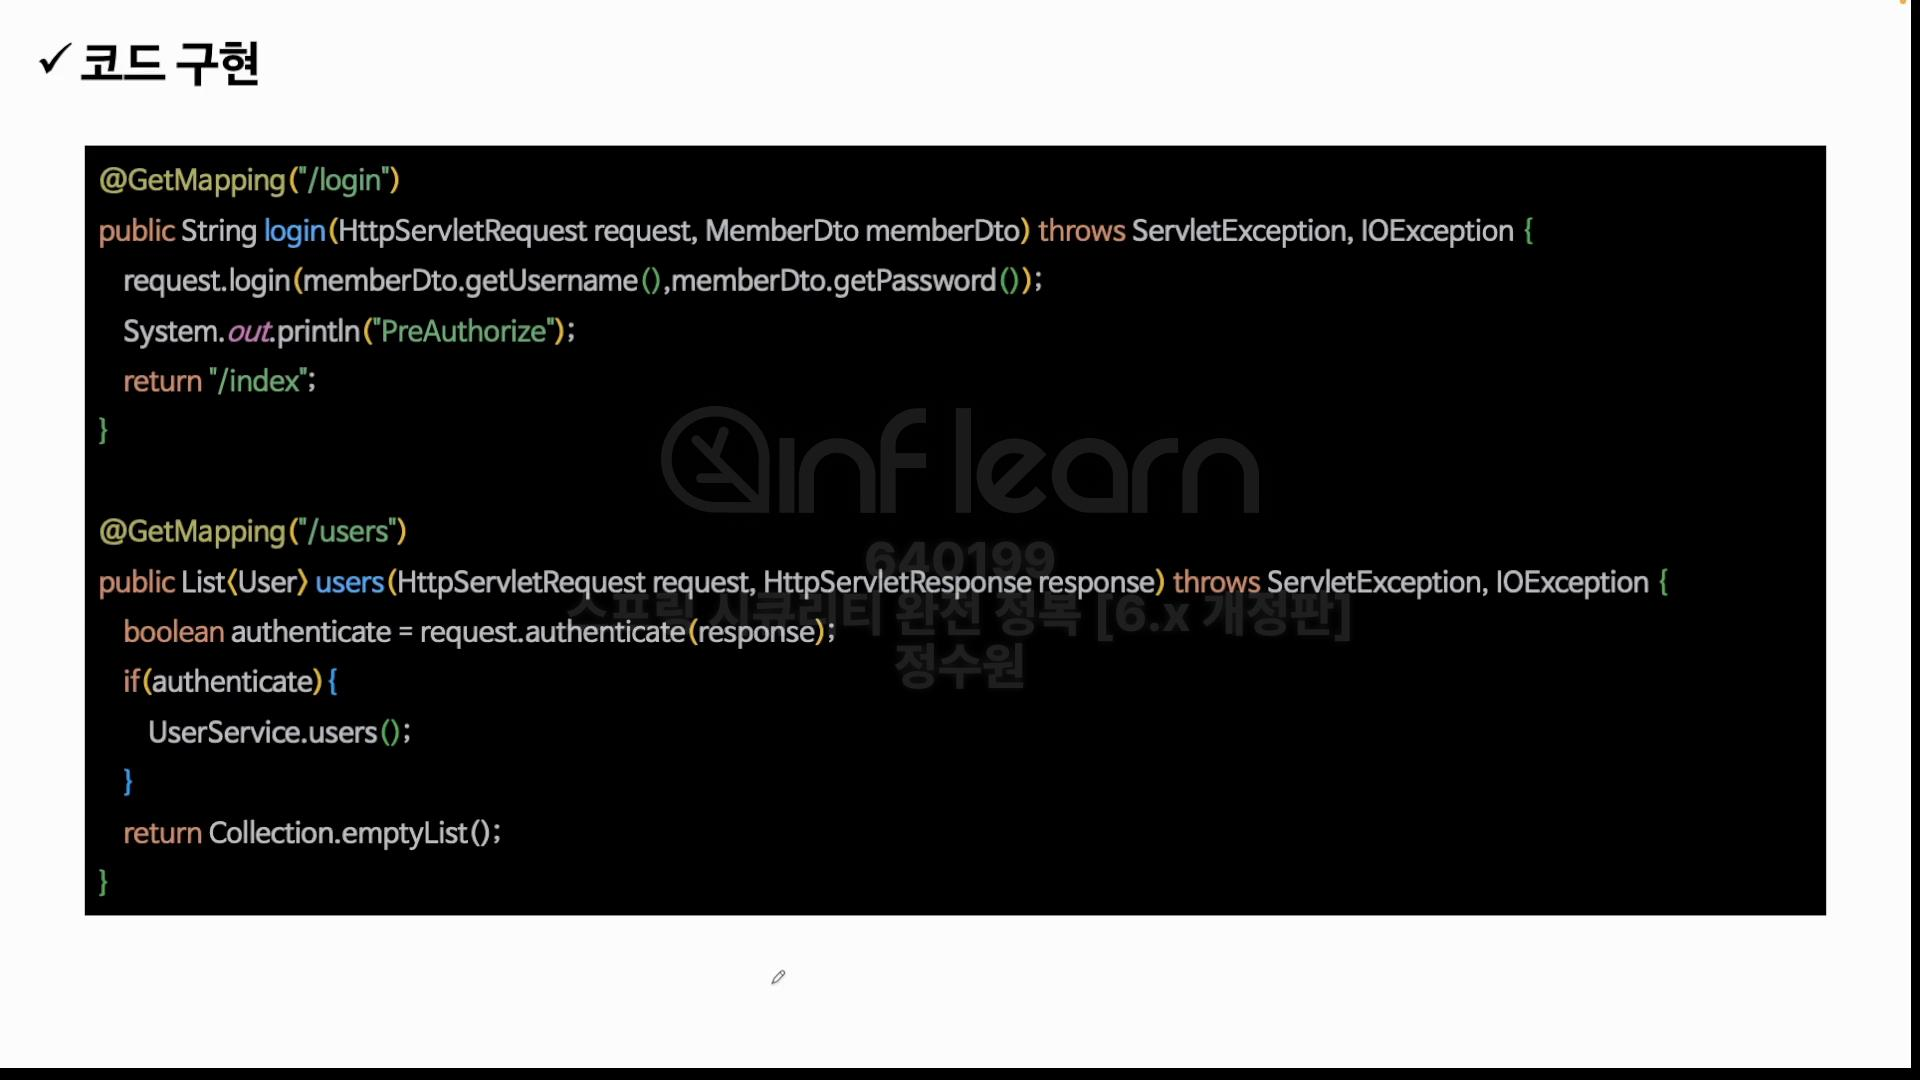 ✓ 코드 구현
@GetMapping("/login")
public String login(HttpServletRequest request, MemberDto memberDto) throws ServletException, IOException {
request.login(memberDto.getUsername(),memberDto.getPassword());
System.out.println("PreAuthorize");
return "/index";
}
inflearn
@GetMapping("/users")
640199
public List<User> users(HttpServletRequest request, HttpServletResponse response) throws ServletException, IOException {
스프링 시큐리티 완전 정복 [6.x 개정판]
boolean authenticate = request.authenticate(response);
정수원
if(authenticate){
UserService.users();
}
return Collection.emptyList();
}